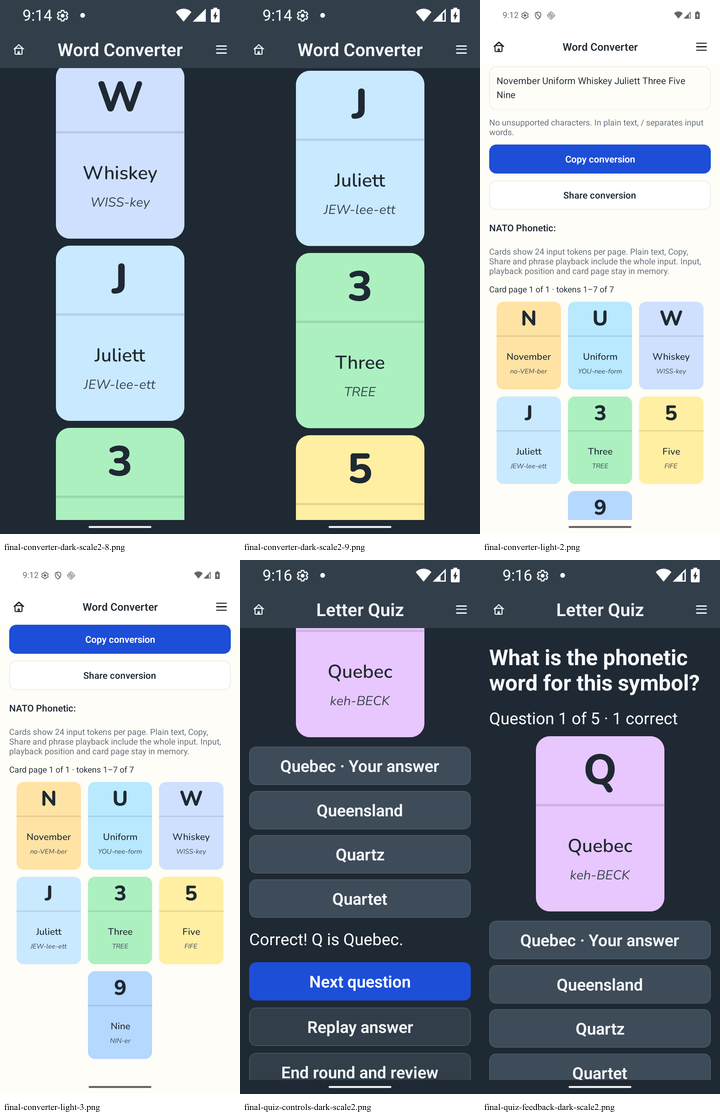 9:14
Word Converter
W
Whiskey
WISS-key
J
Juliett
JEW-lee-ett
3
final-converter-dark-scale2-8.png
9:14
Word Converter
J
Juliett
JEW-lee-ett
3
Three
TREE
5
final-converter-dark-scale2-9.png
9:12
Word Converter
November Uniform Whiskey Juliett Three Five
Nine
No unsupported characters. In plain text, / separates input
words.
Copy conversion
Share conversion
NATO Phonetic:
Cards show 24 input tokens per page. Plain text, Copy,
Share and phrase playback include the whole input. Input,
playback position and card page stay in memory.
Card page 1 of 1 · tokens 1–7 of 7
N U W
November Uniform Whiskey
no-VEM-ber YOU-nee-form WISS-key
J 3 5
Juliett Three Five
JEW-lee-ett TREE FIFE
9
final-converter-light-2.png
9:12
Word Converter
Copy conversion
Share conversion
NATO Phonetic:
Cards show 24 input tokens per page. Plain text, Copy,
Share and phrase playback include the whole input. Input,
playback position and card page stay in memory.
Card page 1 of 1 · tokens 1–7 of 7
N U W
November Uniform Whiskey
no-VEM-ber YOU-nee-form WISS-key
J 3 5
Juliett Three Five
JEW-lee-ett TREE FIFE
9
Nine
NIN-er
final-converter-light-3.png
9:16
Letter Quiz
Quebec
keh-BECK
Quebec · Your answer
Queensland
Quartz
Quartet
Correct! Q is Quebec.
Next question
Replay answer
End round and review
final-quiz-controls-dark-scale2.png
9:16
Letter Quiz
What is the phonetic
word for this symbol?
Question 1 of 5 · 1 correct
Q
Quebec
keh-BECK
Quebec · Your answer
Queensland
Quartz
Quartet
final-quiz-feedback-dark-scale2.png